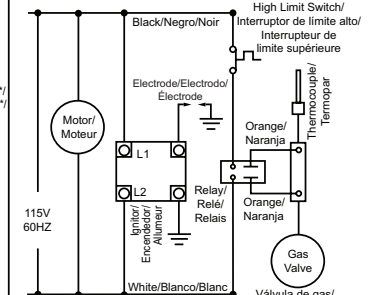 High Limit Switch/
Interruptor de límite alto/
Interrupteur de
limite supérieure
Black/Negro/Noir
*/
*/
Electrode/Electrodo/
Électrode
Thermocouple/
Termopar
Motor/
Moteur
Orange/
Naranja
L1
L2
Relay/
Relé/
Relais
Orange/
Naranja
Ignitor/
Encendedor/
Allumeur
115V
60HZ
Gas
Valve
White/Blanco/Blanc
Válvula de gas/